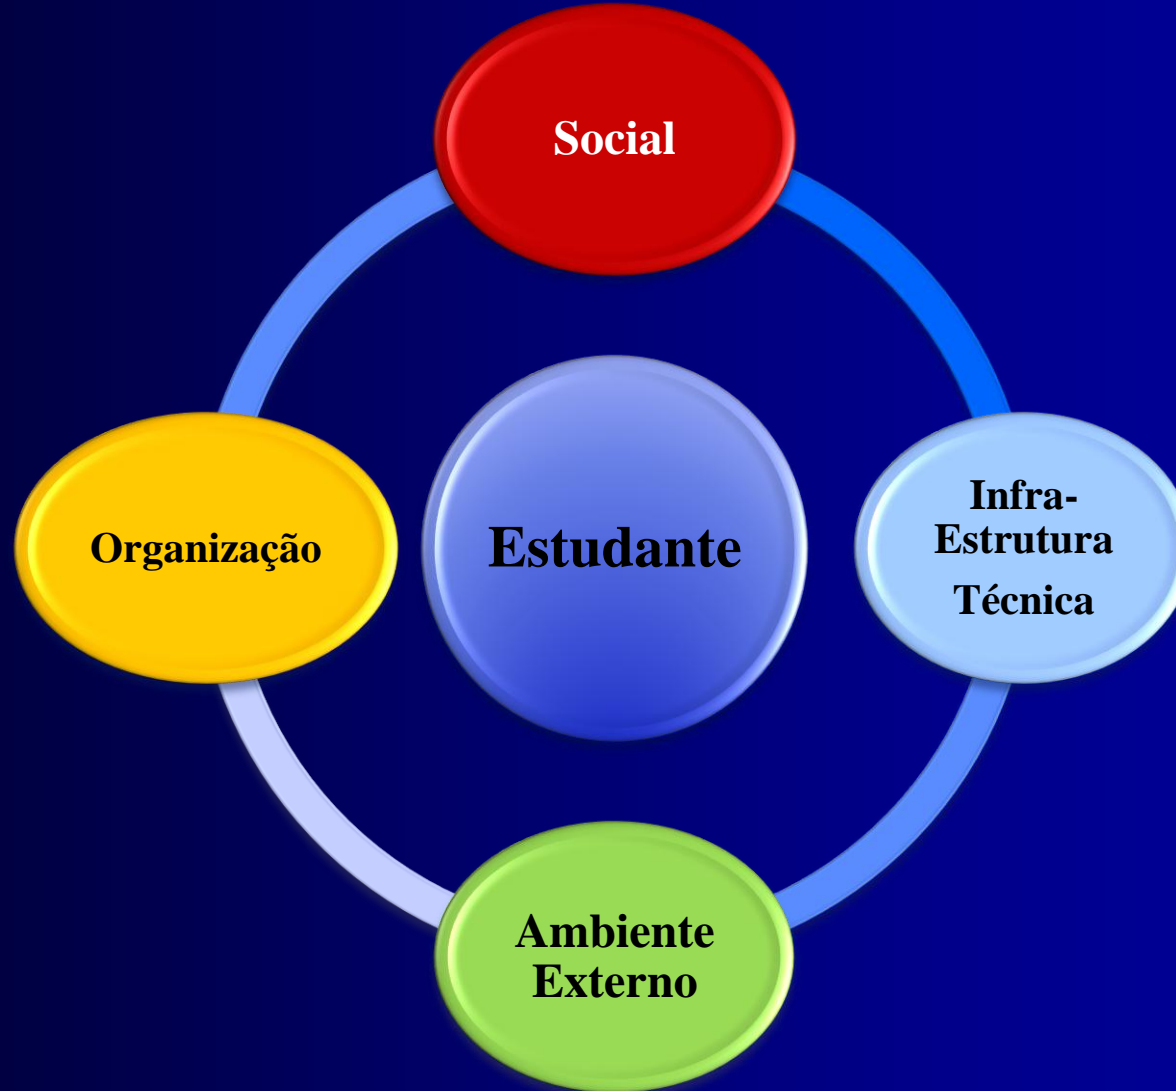 Social
Organização
Estudante
Infra-
Estrutura
Técnica
Ambiente
Externo